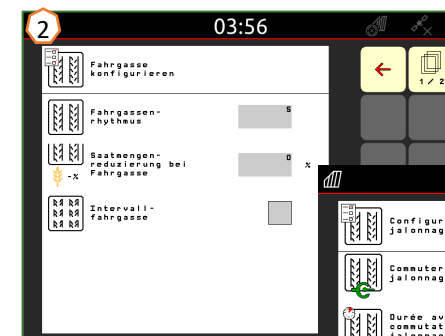 2
03:56
Fahrgasse
konfigurieren
1 / 2
Fahrgassen-
rhythmus
5
Saatmengen-
reduzierung bei
Fahrgasse
0
%
-%
Intervall-
fahrgasse
Configur
jalonnag
Commuter
jalonnag
Durée av
commutat
jalonnag